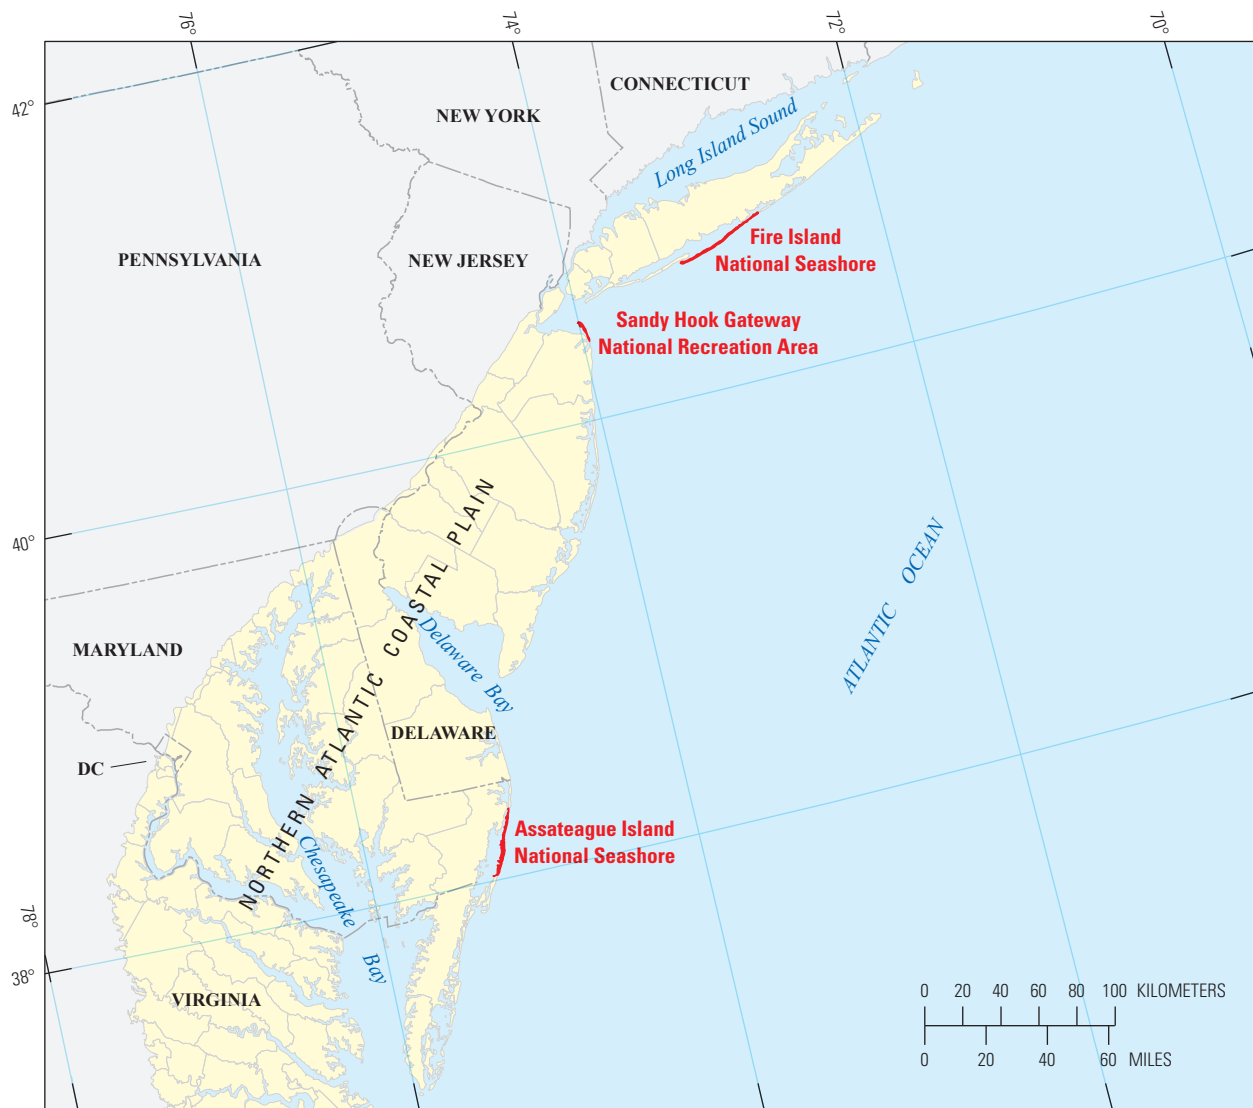 76°
74°
72°
70°
42°
CONNECTICUT
NEW YORK
Long Island Sound
PENNSYLVANIA
NEW JERSEY
Fire Island
National Seashore
Sandy Hook Gateway
National Recreation Area
40°
NORTHERN ATLANTIC COASTAL PLAIN
ATLANTIC OCEAN
MARYLAND
Delaware Bay
DELAWARE
DC
Assateague Island
National Seashore
Chesapeake
Bay
78°
38°
VIRGINIA
0 20 40 60 80 100 KILOMETERS
0 20 40 60 MILES